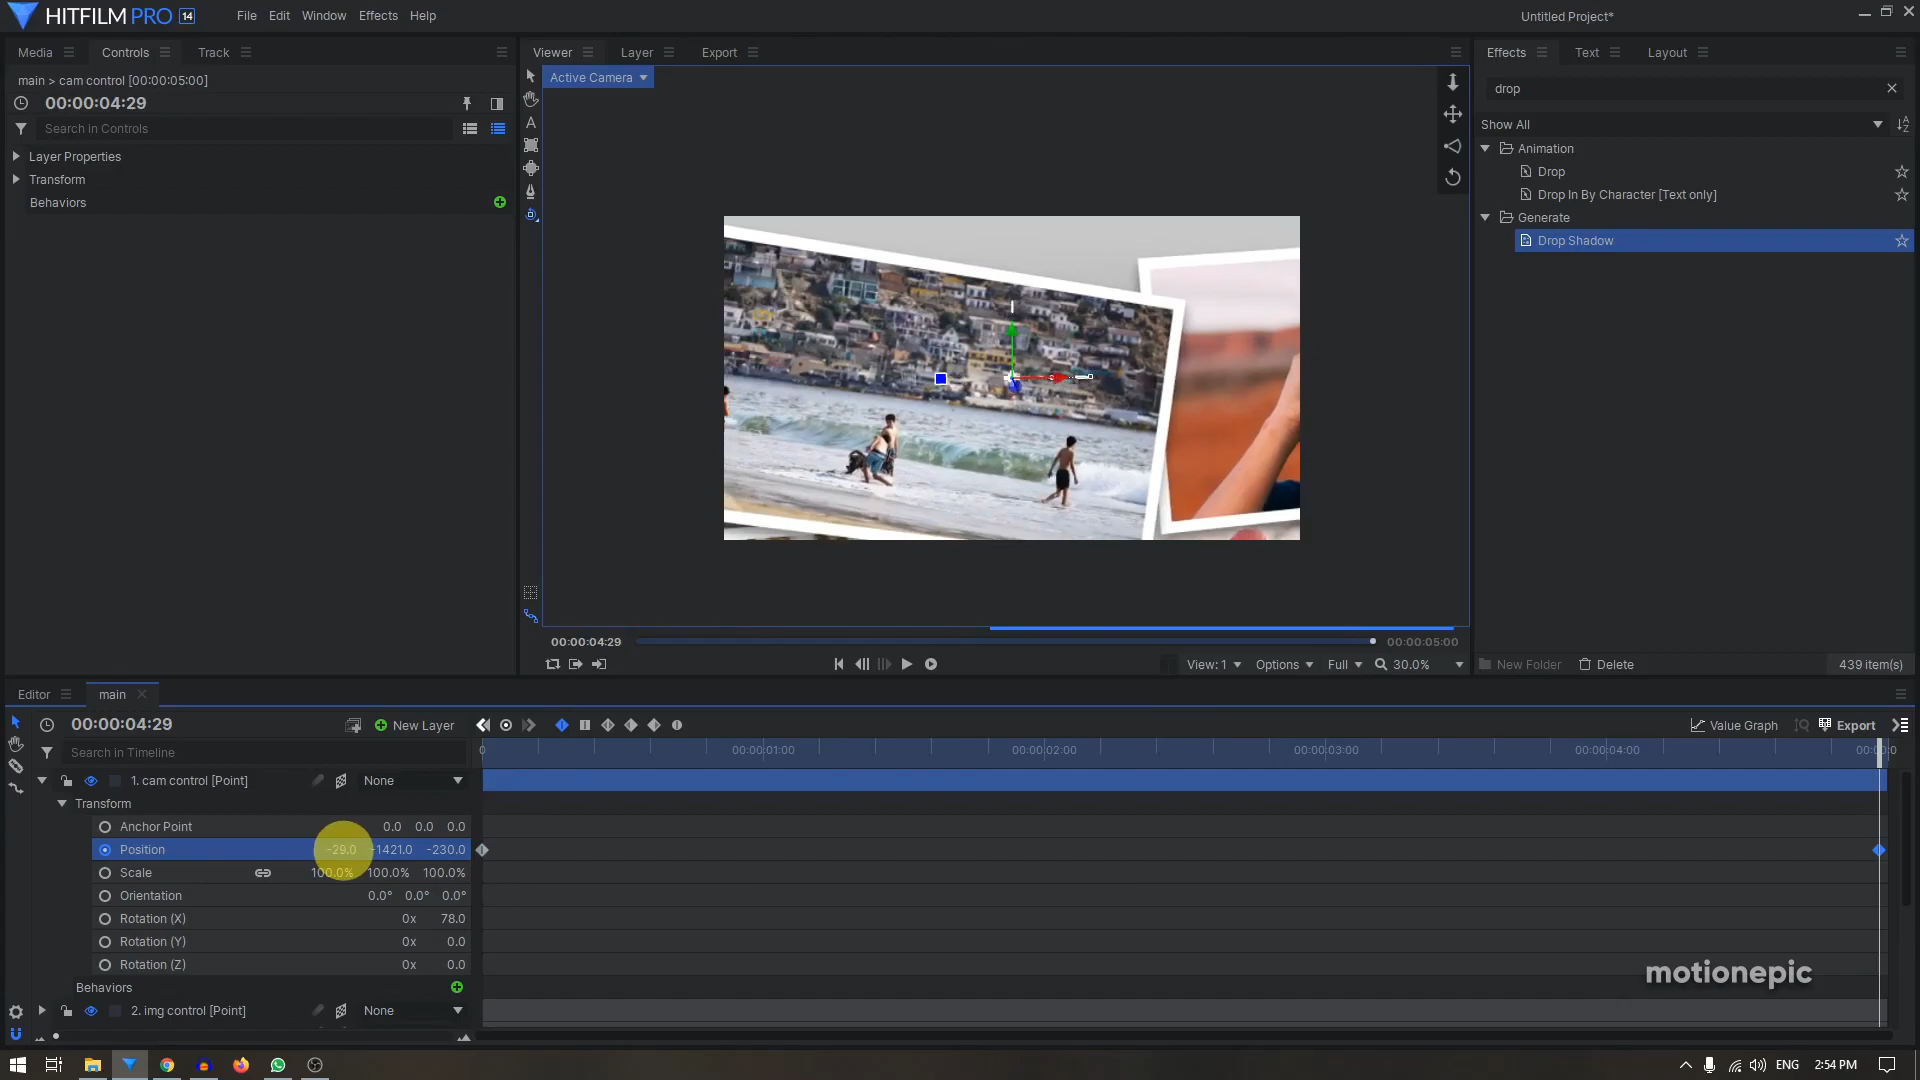 HITFILM PRO 14
File Edit Window Effects Help
Untitled Project*
Media Controls Track
main > cam control [00:00:05:00]
00:00:04:29
Search in Controls
Layer Properties
Transform
Behaviors
Viewer Layer Export
Active Camera
A
00:00:04:29
00:00:05:00
View: 1 Options Full 30.0%
Effects Text Layout
drop
Show All
Animation
Drop
Drop In By Character [Text only]
Generate
Drop Shadow
New Folder Delete 439 item(s)
Editor main
00:00:04:29 New Layer Value Graph Export
Search in Timeline
0 00:00:01:00 00:00:02:00 00:00:03:00 00:00:04:00 00:00:0
1. cam control [Point] None
Transform
Anchor Point 0.0 0.0 0.0
Position -29.0 -1421.0 -230.0
Scale 100.0% 100.0% 100.0%
Orientation 0.0° 0.0° 0.0°
Rotation (X) 0x 78.0
Rotation (Y) 0x 0.0
Rotation (Z) 0x 0.0
Behaviors
2. img control [Point] None
motionepic
ENG 2:54 PM